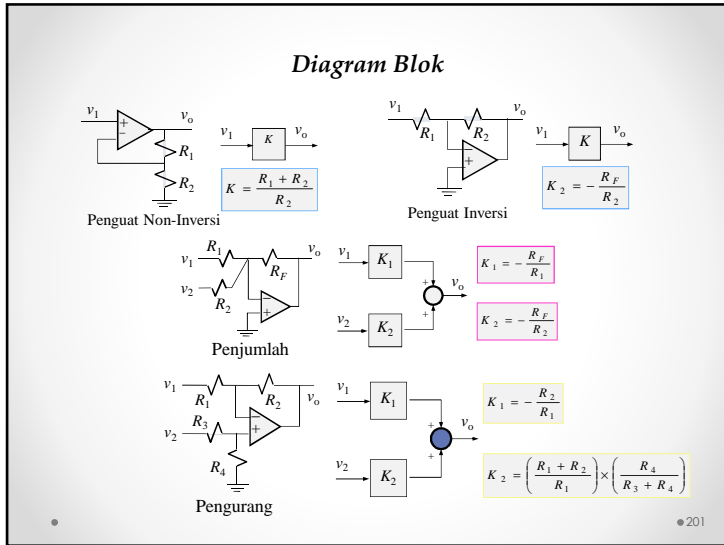 Diagram Blok
v1 vo
R1
R2
Penguat Non-Inversi
v1 K vo
K = (R1 + R2) / R2
v1 vo
R1 R2
Penguat Inversi
v1 K vo
K2 = − RF / R2
R1
v1 vo
RF
v2
R2
Penjumlah
v1 K1
+ vo
+
v2 K2
K1 = − RF / R1
K2 = − RF / R2
v1 vo
R1 R2
R3
v2
R4
Pengurang
v1 K1
+ vo
+
v2 K2
K1 = − R2 / R1
K2 = ((R1 + R2) / R1) × (R4 / (R3 + R4))
201